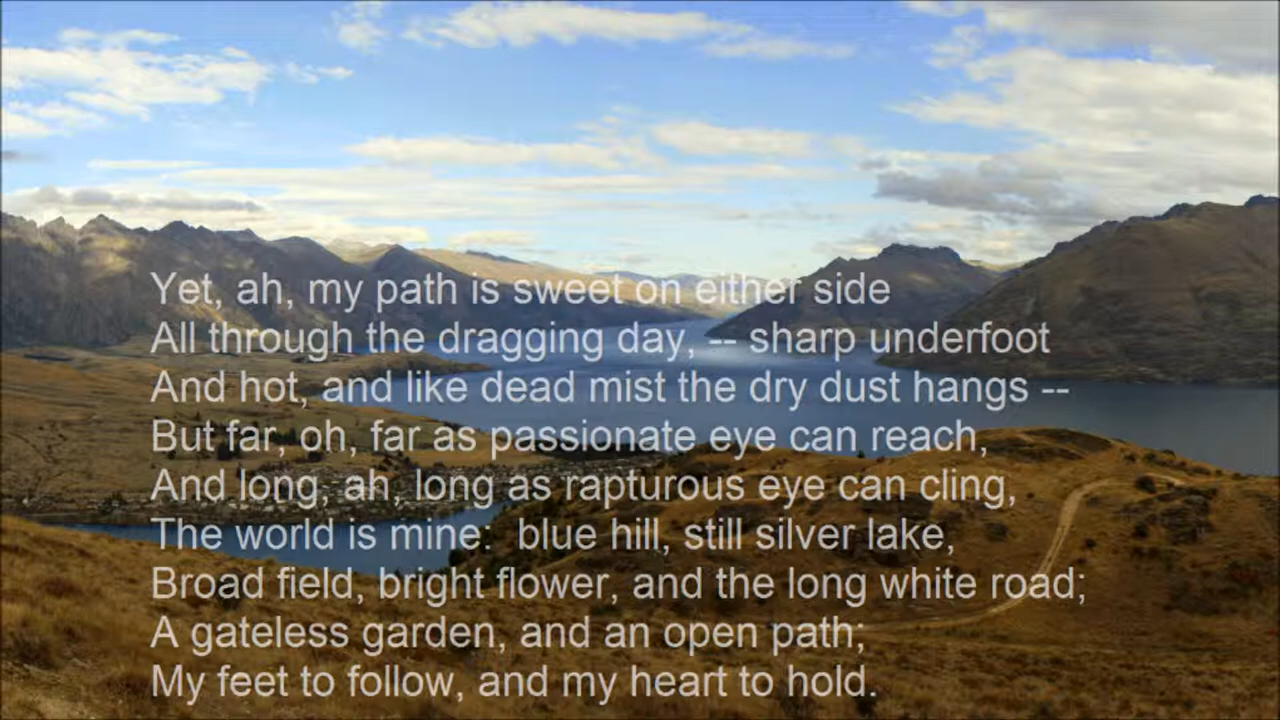 Yet, ah, my path is sweet on either side
All through the dragging day, -- sharp underfoot
And hot, and like dead mist the dry dust hangs --
But far, oh, far as passionate eye can reach,
And long, ah, long as rapturous eye can cling,
The world is mine:  blue hill, still silver lake,
Broad field, bright flower, and the long white road;
A gateless garden, and an open path;
My feet to follow, and my heart to hold.